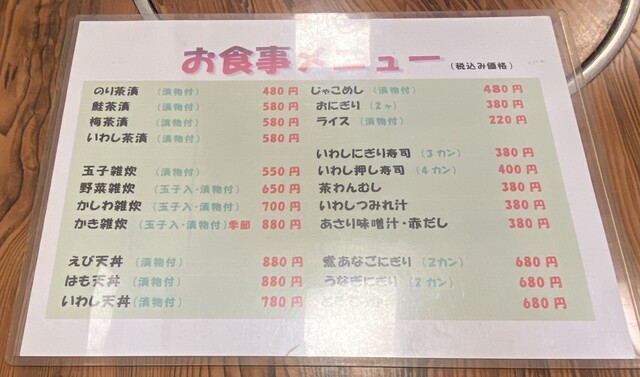 お食事メニュー (税込み価格)
のり茶漬 (漬物付) 480円
鮭茶漬 (漬物付) 580円
梅茶漬 (漬物付) 580円
いわし茶漬 (漬物付) 580円
玉子雑炊 (漬物付) 550円
野菜雑炊 (玉子入・漬物付) 650円
かしわ雑炊 (玉子入・漬物付) 700円
かき雑炊 (玉子入・漬物付)季節 880円
えび天丼 (漬物付) 880円
はも天丼 (漬物付) 880円
いわし天丼(漬物付) 780円
じゃこめし (漬物付) 480円
おにぎり (2ヶ) 380円
ライス (漬物付) 220円
いわしにぎり寿司 (3カン) 380円
いわし押し寿司 (4カン) 400円
茶わんむし 380円
いわしつみれ汁 380円
あさり味噌汁・赤だし 380円
煮あなごにぎり (2カン) 680円
うなぎにぎり (2カン) 680円
680円